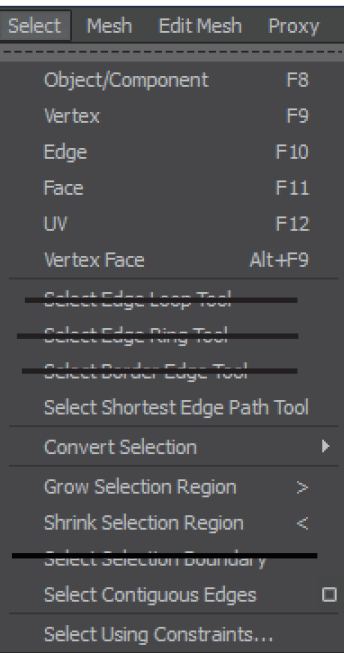 Select Mesh Edit Mesh Proxy
Object/Component F8
Vertex F9
Edge F10
Face F11
UV F12
Vertex Face Alt+F9
Select Edge Loop Tool
Select Edge Ring Tool
Select Border Edge Tool
Select Shortest Edge Path Tool
Convert Selection
Grow Selection Region >
Shrink Selection Region <
Select Selection Boundary
Select Contiguous Edges
Select Using Constraints...